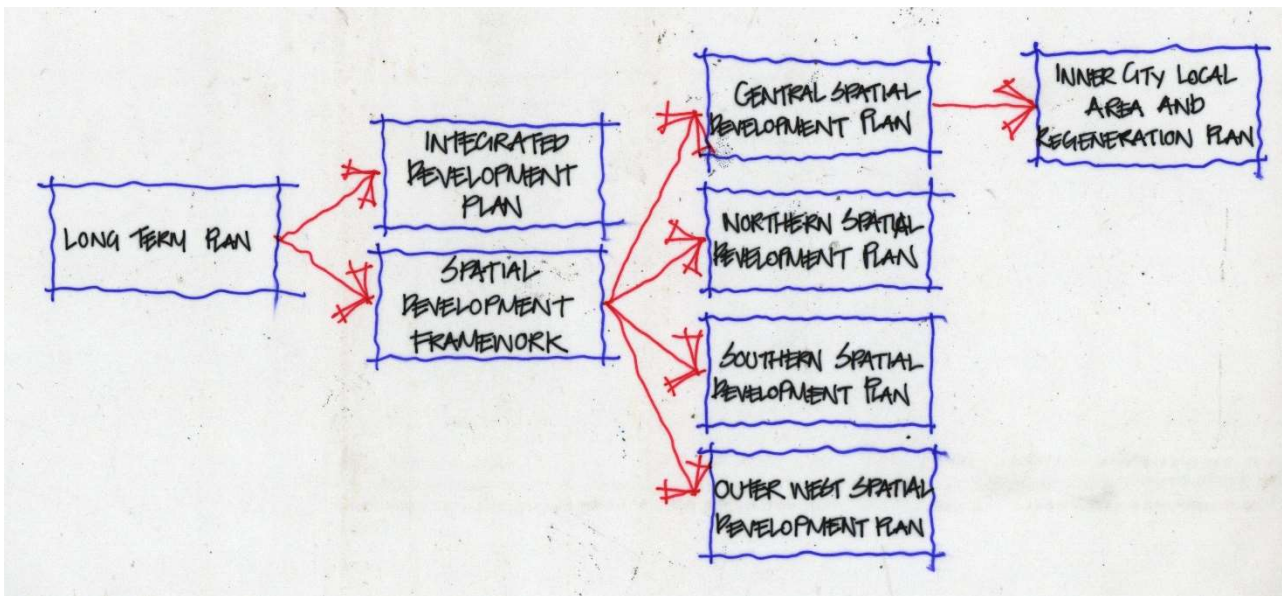 LONG TERM PLAN
INTEGRATED
DEVELOPMENT
PLAN
SPATIAL
DEVELOPMENT
FRAMEWORK
CENTRAL SPATIAL
DEVELOPMENT PLAN
NORTHERN SPATIAL
DEVELOPMENT PLAN
SOUTHERN SPATIAL
DEVELOPMENT PLAN
OUTER WEST SPATIAL
DEVELOPMENT PLAN
INNER CITY LOCAL
AREA AND
REGENERATION PLAN